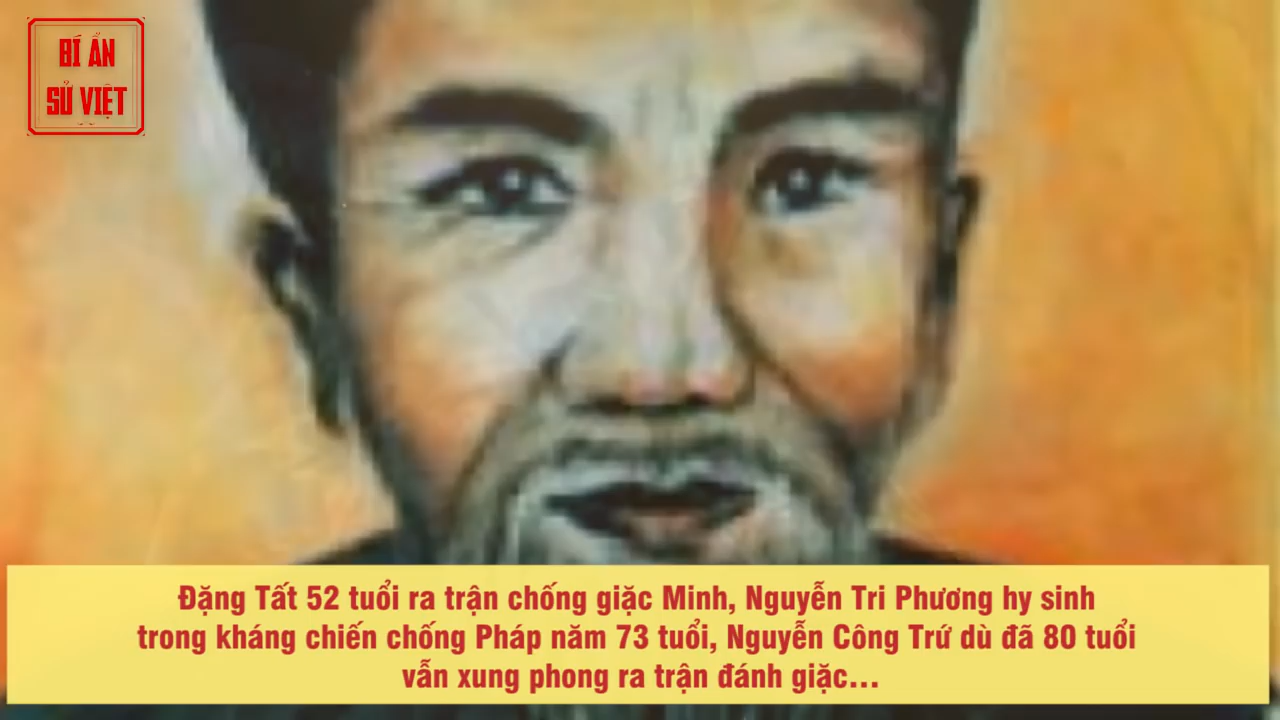 BÍ ẨN
SỬ VIỆT
Đặng Tất 52 tuổi ra trận chống giặc Minh, Nguyễn Tri Phương hy sinh
trong kháng chiến chống Pháp năm 73 tuổi, Nguyễn Công Trứ dù đã 80 tuổi
vẫn xung phong ra trận đánh giặc...